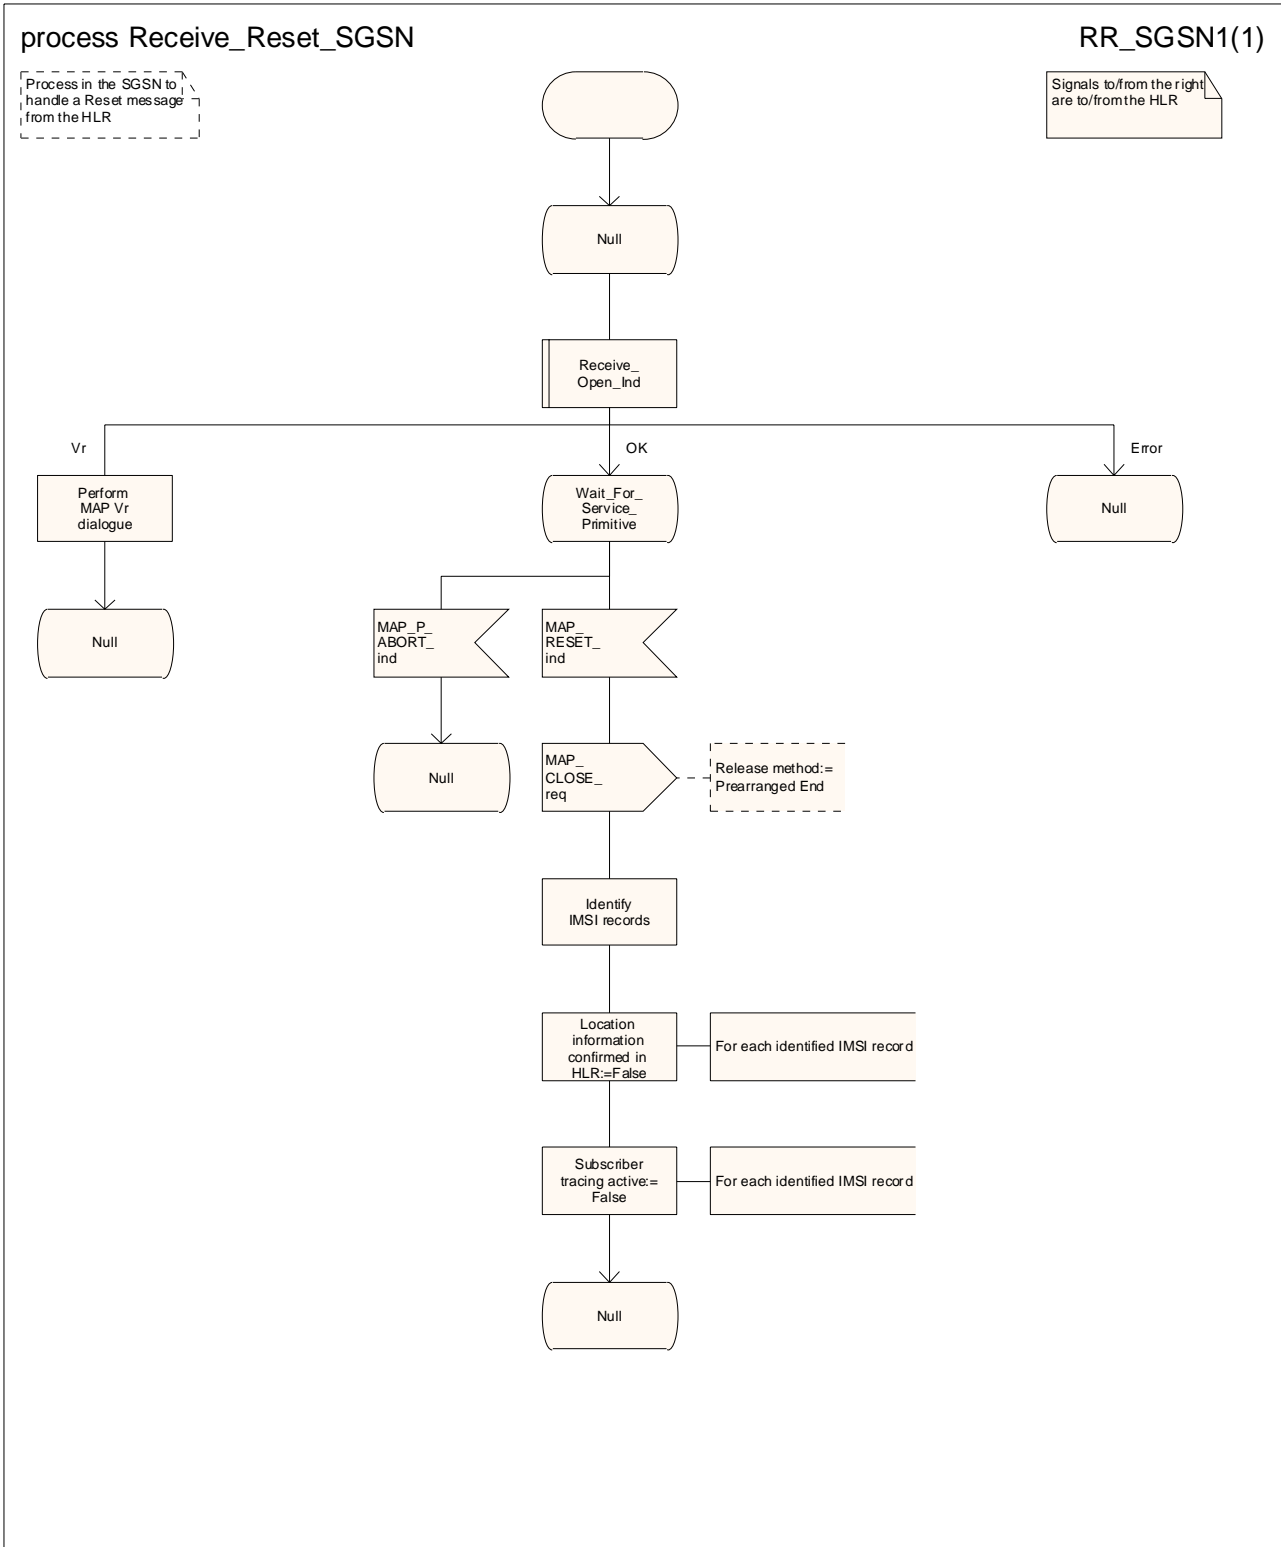 process Receive_Reset_SGSN
RR_SGSN1(1)
Process in the SGSN to
handle a Reset message
from the HLR
Signals to/from the right
are to/from the HLR
Null
Receive_
Open_Ind
Vr
OK
Error
Perform
MAP Vr
dialogue
Wait_For_
Service_
Primitive
Null
Null
MAP_P_
ABORT_
ind
MAP_
RESET_
ind
Null
MAP_
CLOSE_
req
Release method:=
Prearranged End
Identify
IMSI records
Location
information
confirmed in
HLR:=False
For each identified IMSI record
Subscriber
tracing active:=
False
For each identified IMSI record
Null